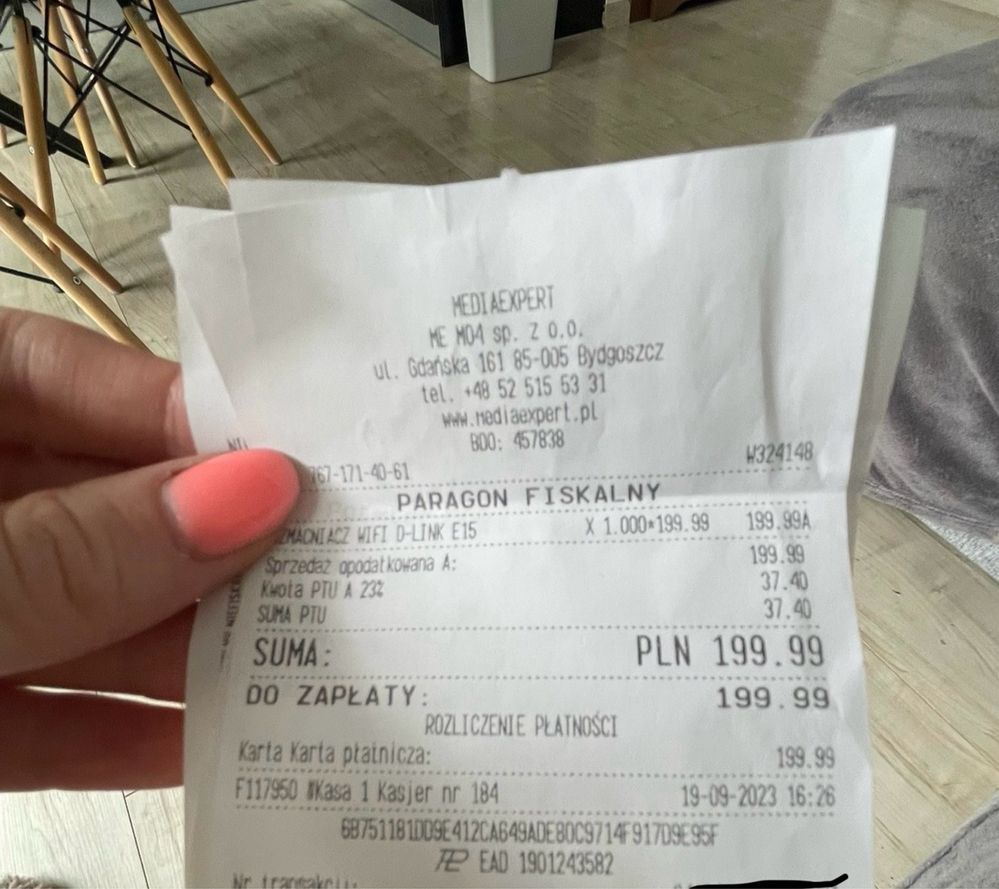 MEDIAEXPERT
ME M04 sp. z o.o.
ul. Gdańska 161 85-005 Bydgoszcz
tel. +48 52 515 53 31
www.mediaexpert.pl
BDO: 457838
767-171-40-61 W324148
PARAGON FISKALNY
ZMACNIACZ WIFI D-LINK E15 X 1.000*199.99 199.99A
Sprzedaż opodatkowana A: 199.99
Kwota PTU A 23% 37.40
SUMA PTU 37.40
SUMA: PLN 199.99
DO ZAPŁATY: 199.99
ROZLICZENIE PŁATNOŚCI
Karta Karta płatnicza: 199.99
F117950 #Kasa 1 Kasjer nr 184 19-09-2023 16:26
6B751181DD9E412CA649ADE80C9714F917D9E95F
EAD 1901243582
Nr transakcji: